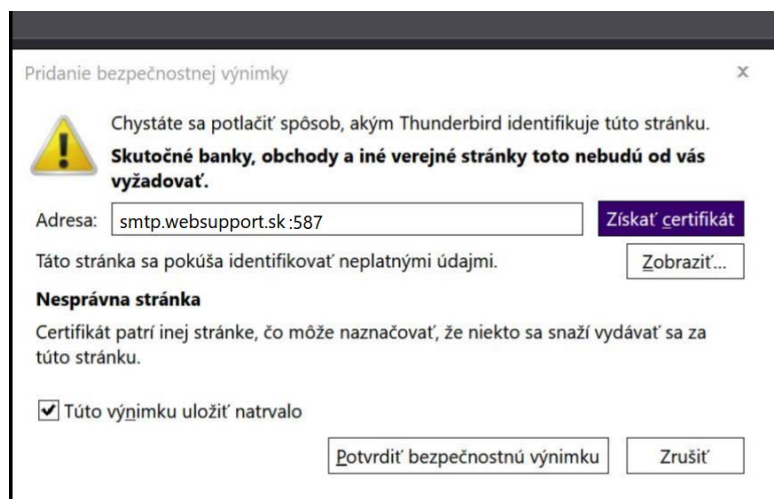 Pridanie bezpečnostnej výnimky
x
Chystáte sa potlačiť spôsob, akým Thunderbird identifikuje túto stránku.
Skutočné banky, obchody a iné verejné stránky toto nebudú od vás
vyžadovať.
Adresa: smtp.websupport.sk:587 Získať certifikát
Táto stránka sa pokúša identifikovať neplatnými údajmi. Zobraziť...
Nesprávna stránka
Certifikát patrí inej stránke, čo môže naznačovať, že niekto sa snaží vydávať sa za
túto stránku.
Túto výnimku uložiť natrvalo
Potvrdiť bezpečnostnú výnimku Zrušiť